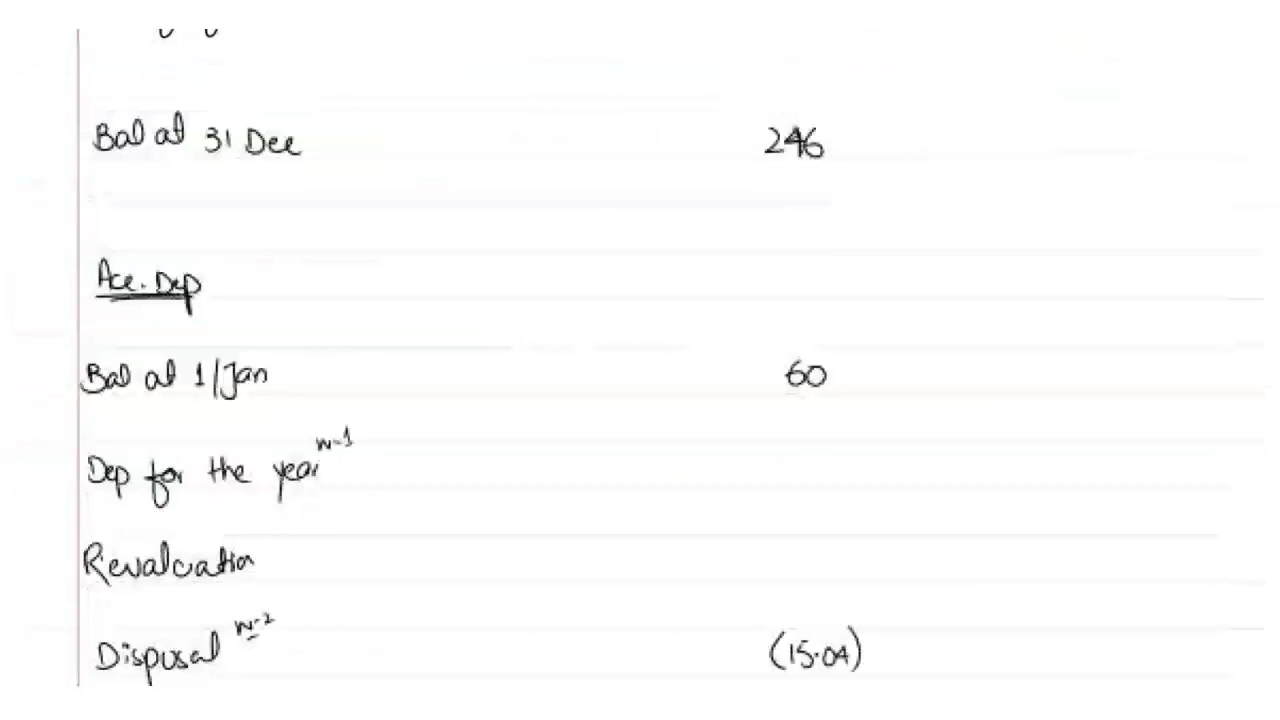 Bal at 31 Dec 246
Acc. Dep
Bal at 1/Jan 60
Dep for the year w-1
Revaluation
Disposal w-2 (15.04)